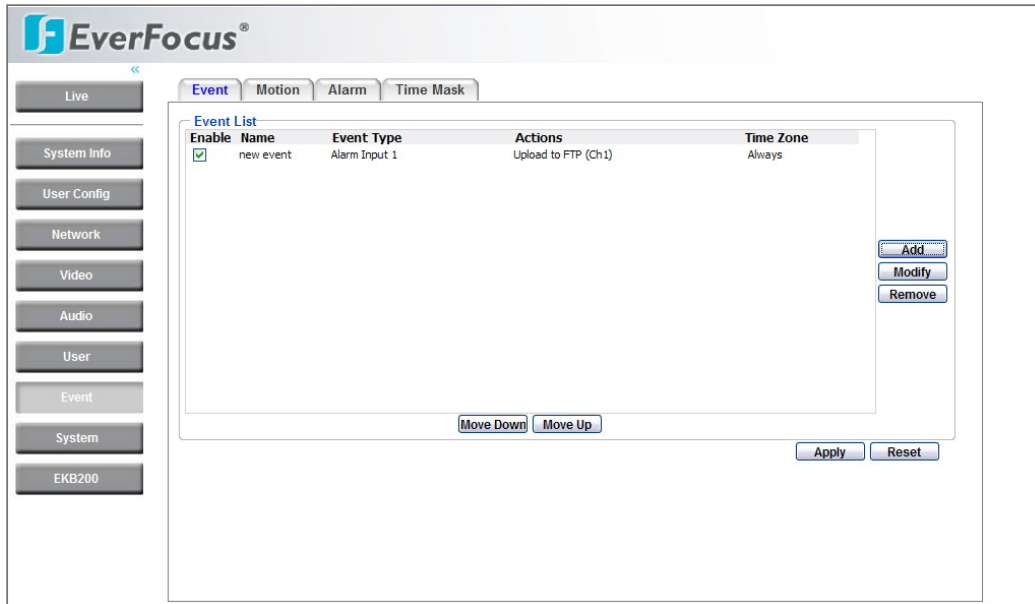 EverFocus®
«
Live
System Info
User Config
Network
Video
Audio
User
Event
System
EKB200
Event Motion Alarm Time Mask
Event List
Enable Name Event Type Actions Time Zone
new event Alarm Input 1 Upload to FTP (Ch1) Always
Add
Modify
Remove
Move Down Move Up
Apply Reset